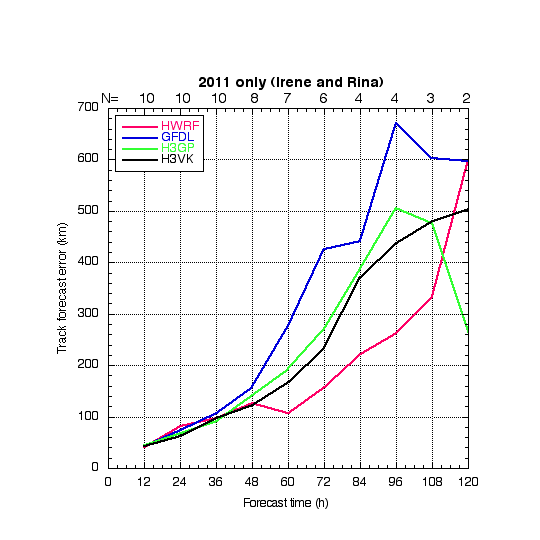 2011 only (Irene and Rina)
N= 10 10 10 8 7 6 6 4 3 2
700
HWRF
GFDL
H3GP
H3VK
600
500
400
300
200
100
0
Track forecast error (km)
0 12 24 36 48 60 72 84 96 108 120
Forecast time (h)